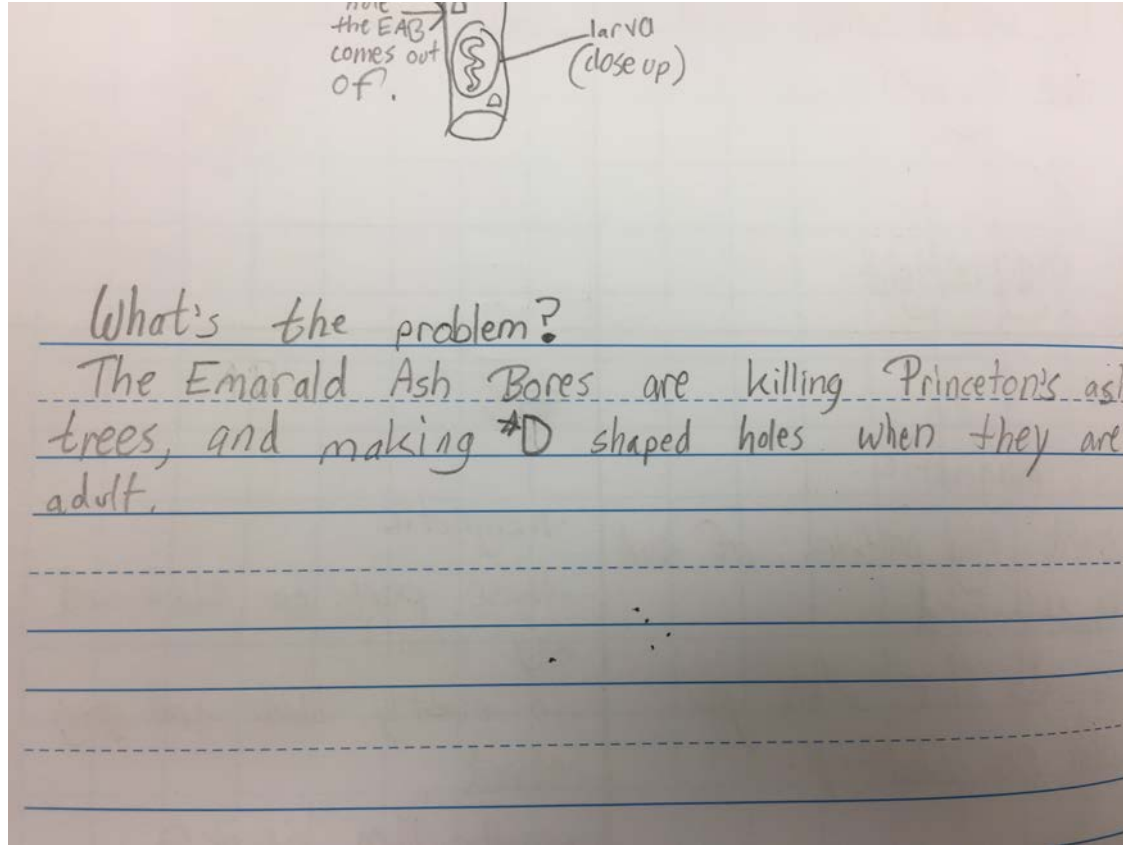 the EAB
comes out
of.
larva
(close up)
What's the problem?
The Emarald Ash Bores are killing Princeton's
trees, and making *D shaped holes when they are
adult.